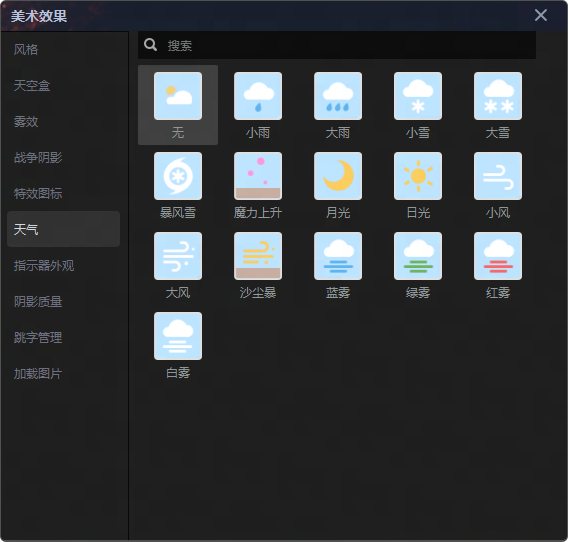 美术效果
搜索
风格
天空盒
雾效
战争阴影
特效图标
天气
指示器外观
阴影质量
跳字管理
加载图片
无 小雨 大雨 小雪 大雪
暴风雪 魔力上升 月光 日光 小风
大风 沙尘暴 蓝雾 绿雾 红雾
白雾